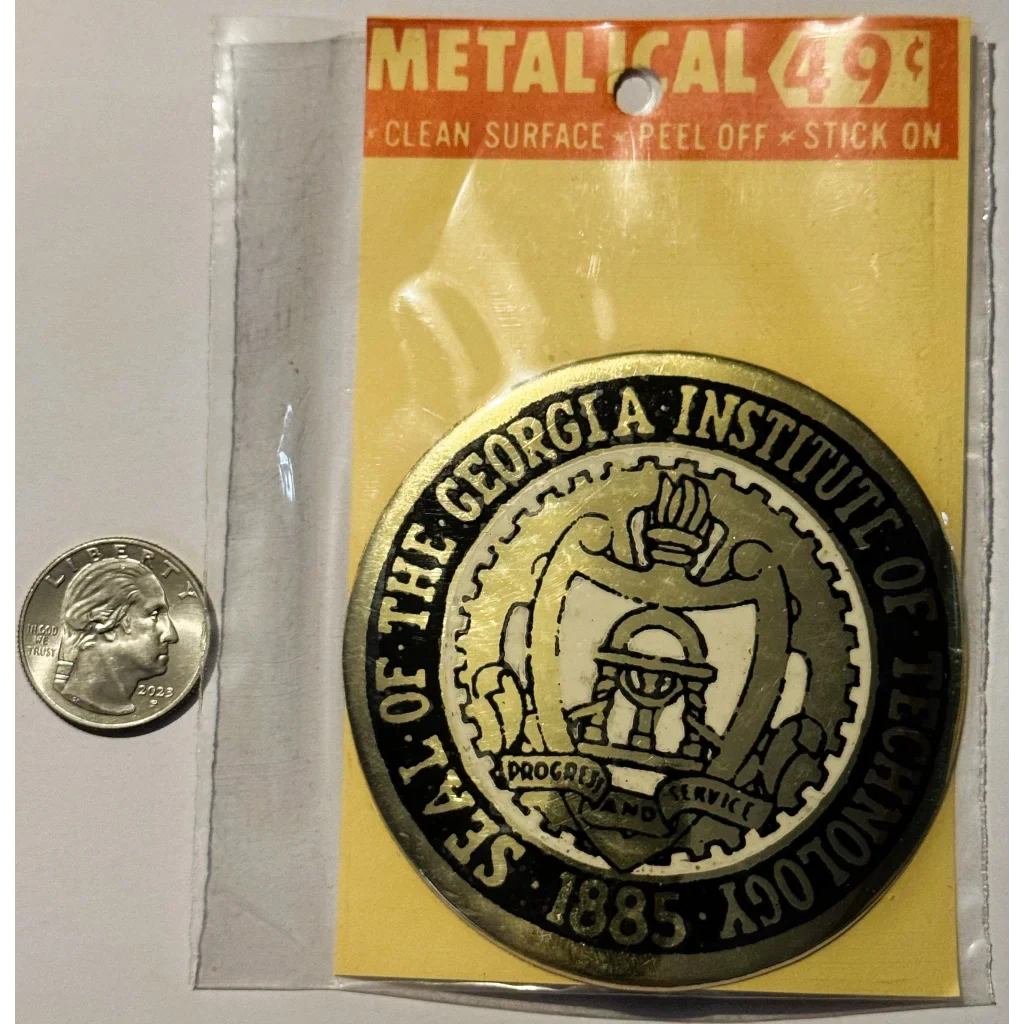 METALICAL 49¢
* CLEAN SURFACE * PEEL OFF * STICK ON
SEAL OF THE GEORGIA INSTITUTE OF TECHNOLOGY
· 1885 ·
PROGRESS
AND
SERVICE
LIBERTY
IN GOD
WE
TRUST
2023
P